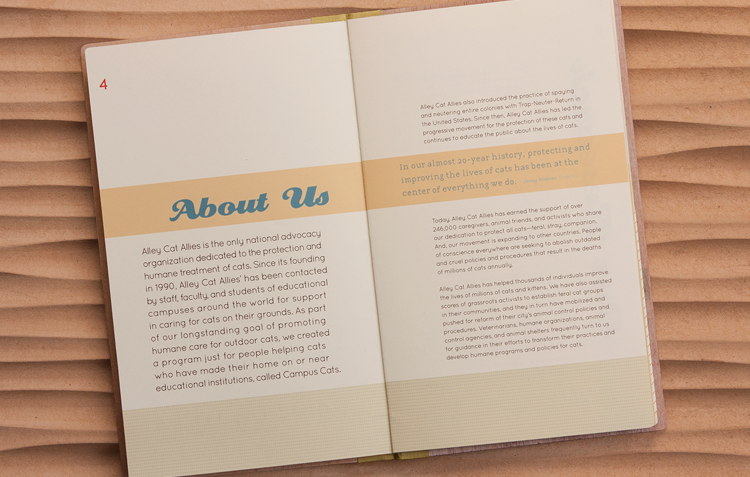 4
About Us
Alley Cat Allies is the only national advocacy
organization dedicated to the protection and
humane treatment of cats. Since its founding
in 1990, Alley Cat Allies' has been contacted
by staff, faculty, and students of educational
campuses around the world for support
in caring for cats on their grounds. As part
of our longstanding goal of promoting
humane care for outdoor cats, we created
a program just for people helping cats
who have made their home on or near
educational institutions, called Campus Cats.
Alley Cat Allies also introduced the practice of spaying
and neutering entire colonies with Trap-Neuter-Return in
the United States. Since then, Alley Cat Allies has led the
progressive movement for the protection of these cats and
continues to educate the public about the lives of cats.
In our almost 20-year history, protecting and
improving the lives of cats has been at the
center of everything we do.
Today, Alley Cat Allies has earned the support of over
246,000 caregivers, animal friends, and activists who share
our dedication to protect all cats—feral, stray, companion.
And, our movement is expanding to other countries. People
of conscience everywhere are seeking to abolish outdated
and cruel policies and procedures that result in the deaths
of millions of cats annually.
Alley Cat Allies has helped thousands of individuals improve
the lives of millions of cats and kittens. We have also assisted
scores of grassroots activists to establish feral cat groups
in their communities, and they in turn have mobilized and
pushed for reform of their city's animal control policies and
procedures. Veterinarians, humane organizations, animal
control agencies, and animal shelters frequently turn to us
for guidance in their efforts to transform their practices and
develop humane programs and policies for cats.